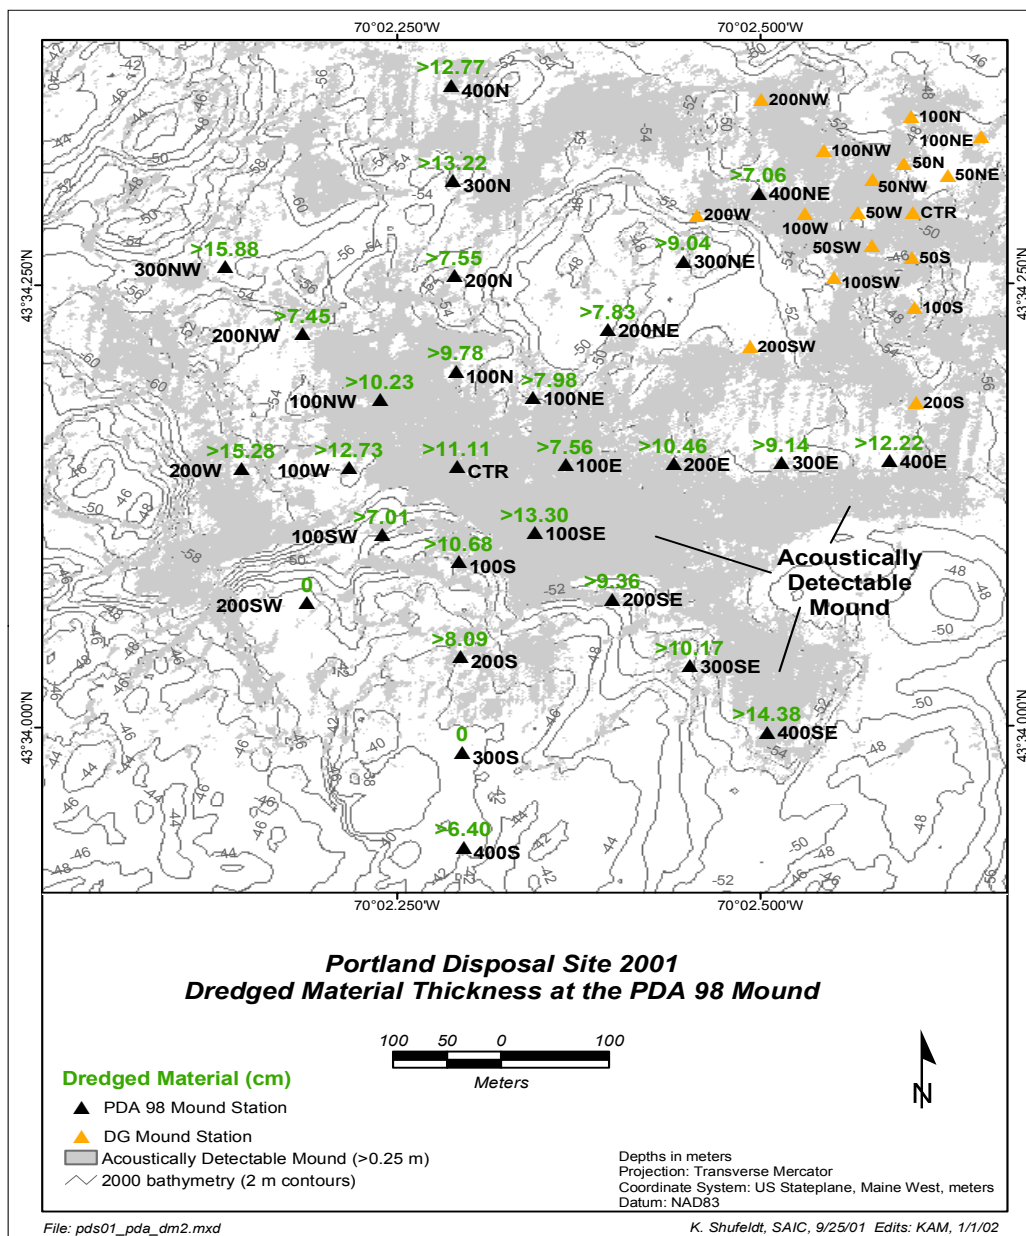 70°02.250'W 70°02.500'W
>12.77
400N
200NW
100N
100NE
100NW
50N
>13.22
300N
>7.06
400NE
50NW
50NE
200W
100W
50W
CTR
>15.88
300NW
>7.55
200N
>9.04
300NE
50SW
50S
100SW
43°34.250'N 43°34.250'N
>7.45
200NW
>7.83
200NE
100S
200SW
>9.78
100N
>10.23
100NW
>7.98
100NE
200S
>15.28
200W
>12.73
100W
>11.11
CTR
>7.56
100E
>10.46
200E
>9.14
300E
>12.22
400E
>7.01
100SW
>13.30
100SE
>10.68
100S
Acoustically
Detectable
Mound
0
200SW
>9.36
200SE
>8.09
200S
>10.17
300SE
43°34.000'N 43°34.000'N
0
300S
>14.38
400SE
>6.40
400S
70°02.250'W 70°02.500'W
Portland Disposal Site 2001
Dredged Material Thickness at the PDA 98 Mound
100 50 0 100
Meters
N
Dredged Material (cm)
PDA 98 Mound Station
DG Mound Station
Acoustically Detectable Mound (>0.25 m)
2000 bathymetry (2 m contours)
Depths in meters
Projection: Transverse Mercator
Coordinate System: US Stateplane, Maine West, meters
Datum: NAD83
File: pds01_pda_dm2.mxd
K. Shufeldt, SAIC, 9/25/01 Edits: KAM, 1/1/02